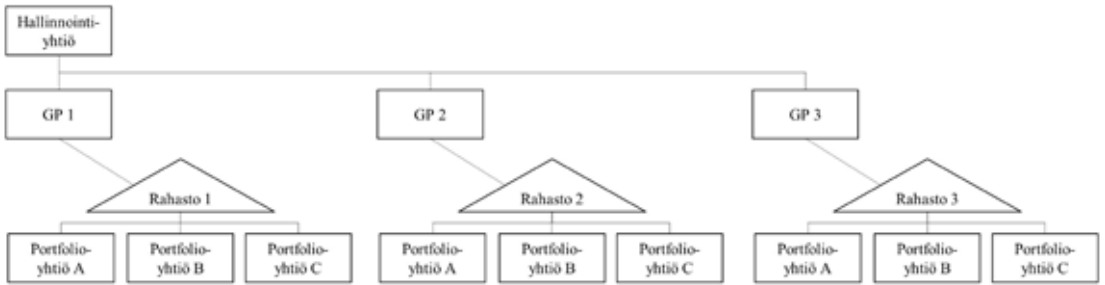 Hallinnointi-
yhtiö
GP 1
GP 2
GP 3
Rahasto 1
Rahasto 2
Rahasto 3
Portfolio-
yhtiö A
Portfolio-
yhtiö B
Portfolio-
yhtiö C
Portfolio-
yhtiö A
Portfolio-
yhtiö B
Portfolio-
yhtiö C
Portfolio-
yhtiö A
Portfolio-
yhtiö B
Portfolio-
yhtiö C